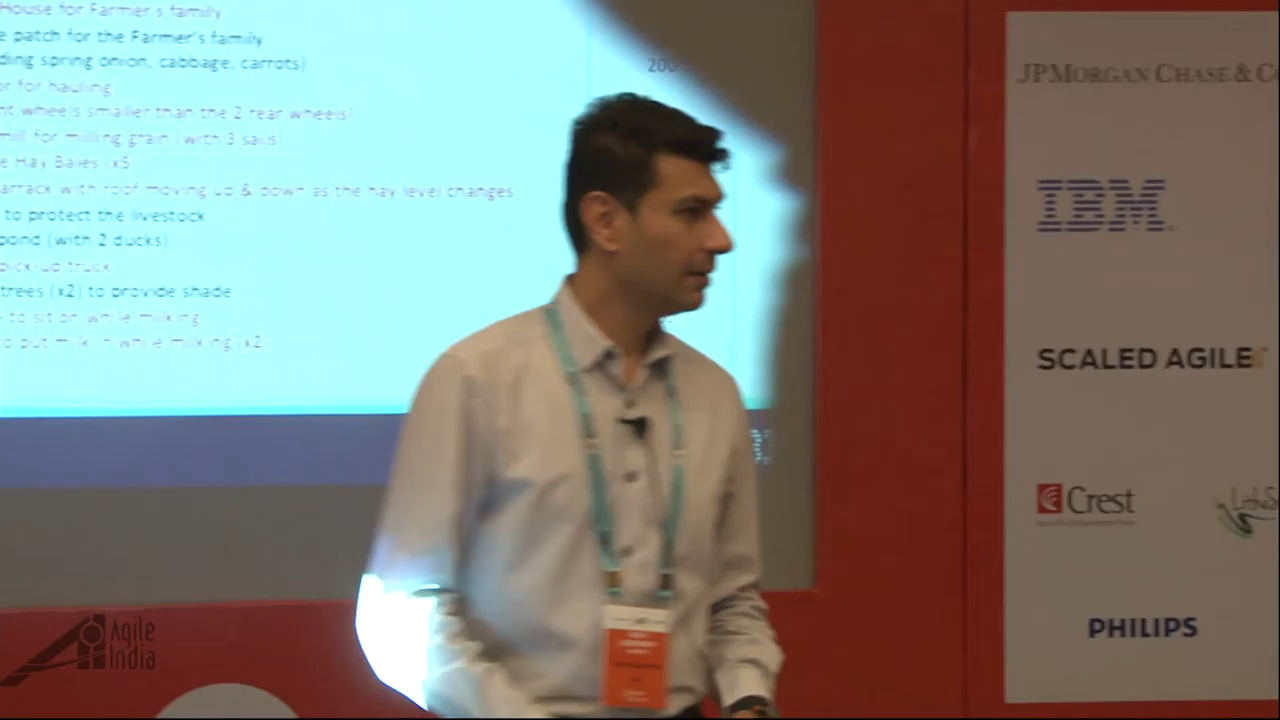 House for Farmer's family
e patch for the Farmer's family
ding spring onion, cabbage, carrots)
or for hauling
nt wheels smaller than the 2 rear wheels)
mill for milling grain (with 3 sails)
e Hay Bales (x5)
arrack with roof moving up & down as the hay level changes
to protect the livestock
pond (with 2 ducks)
pick-up truck
trees (x2) to provide shade
to sit on while milking
to put milk in while milking (x2)
200
JPMORGAN CHASE & C
IBM
SCALED AGILE
Crest
PHILIPS
Agile
India